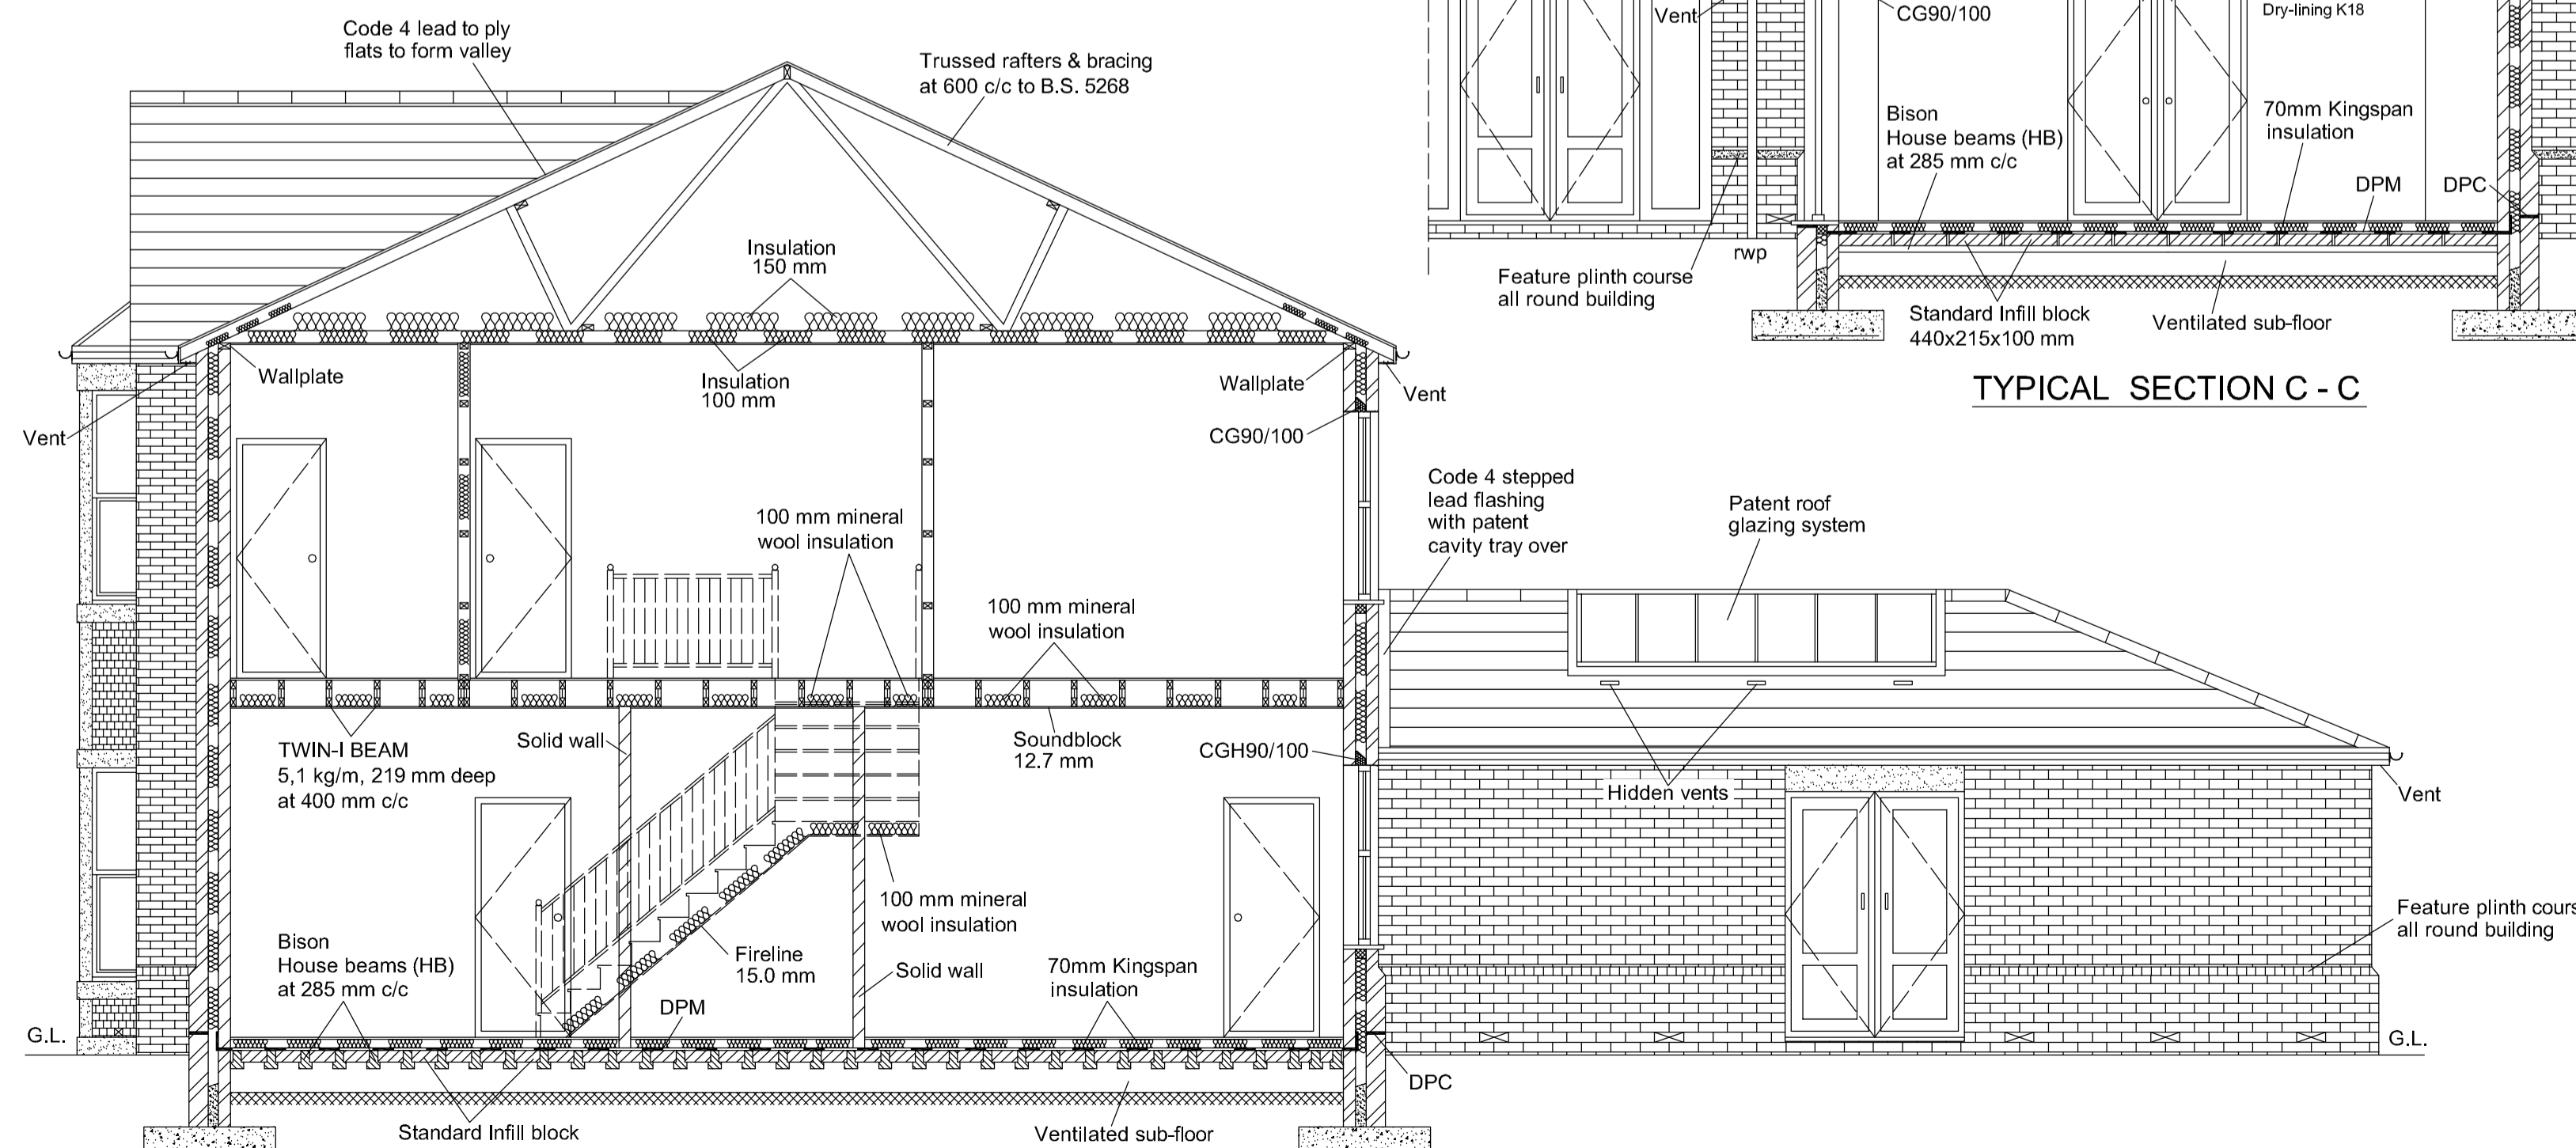 Code 4 lead to ply
flats to form valley
Trussed rafters & bracing
at 600 c/c to B.S. 5268
Insulation
150 mm
Insulation
100 mm
Wallplate
Vent
Wallplate
Vent
CG90/100
100 mm mineral
wool insulation
100 mm mineral
wool insulation
TWIN-I BEAM
5,1 kg/m, 219 mm deep
at 400 mm c/c
Solid wall
Soundblock
12.7 mm
CGH90/100
100 mm mineral
wool insulation
Fireline
15.0 mm
Solid wall
Bison
House beams (HB)
at 285 mm c/c
DPM
70mm Kingspan
insulation
G.L.
DPC
Standard Infill block
Ventilated sub-floor
Code 4 stepped
lead flashing
with patent
cavity tray over
Patent roof
glazing system
Hidden vents
Vent
Feature plinth cours
all round building
G.L.
Vent
CG90/100
Dry-lining K18
Bison
House beams (HB)
at 285 mm c/c
70mm Kingspan
insulation
DPM
DPC
rwp
Feature plinth course
all round building
Standard Infill block
440x215x100 mm
Ventilated sub-floor
TYPICAL SECTION C - C